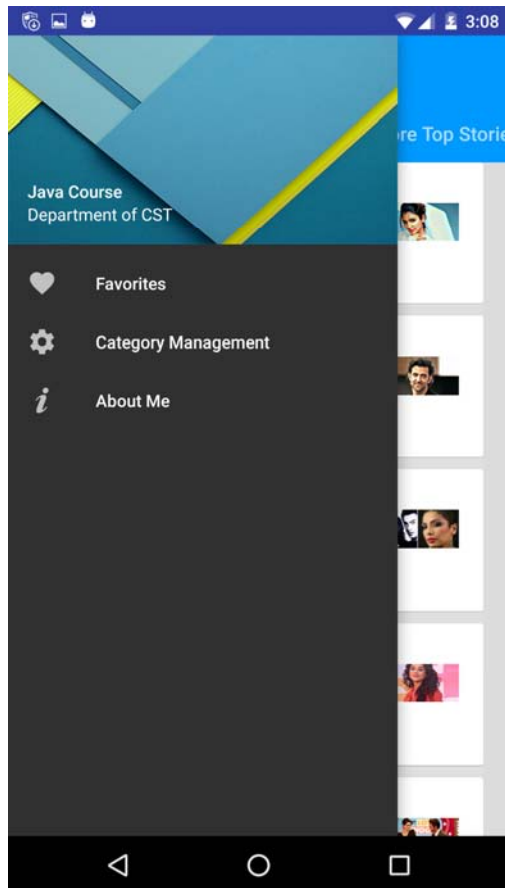 3:08
re Top Storie
Java Course
Department of CST
Favorites
Category Management
i About Me